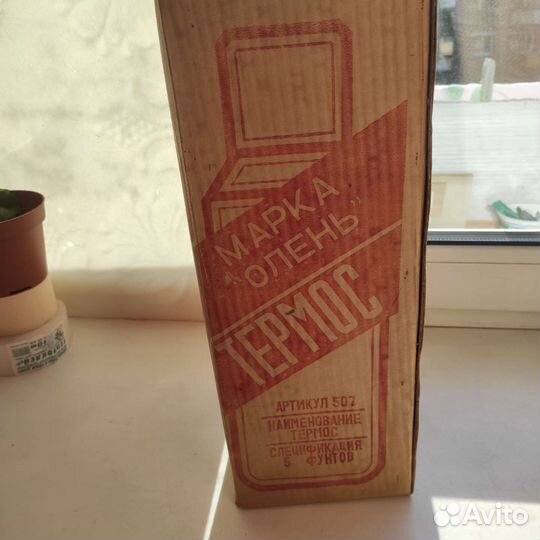 МАРКА
"ОЛЕНЬ"
ТЕРМОС
АРТИКУЛ 507
НАИМЕНОВАНИЕ
ТЕРМОС
СПЕЦИФИКАЦИЯ
5 ФУНТОВ
Avito